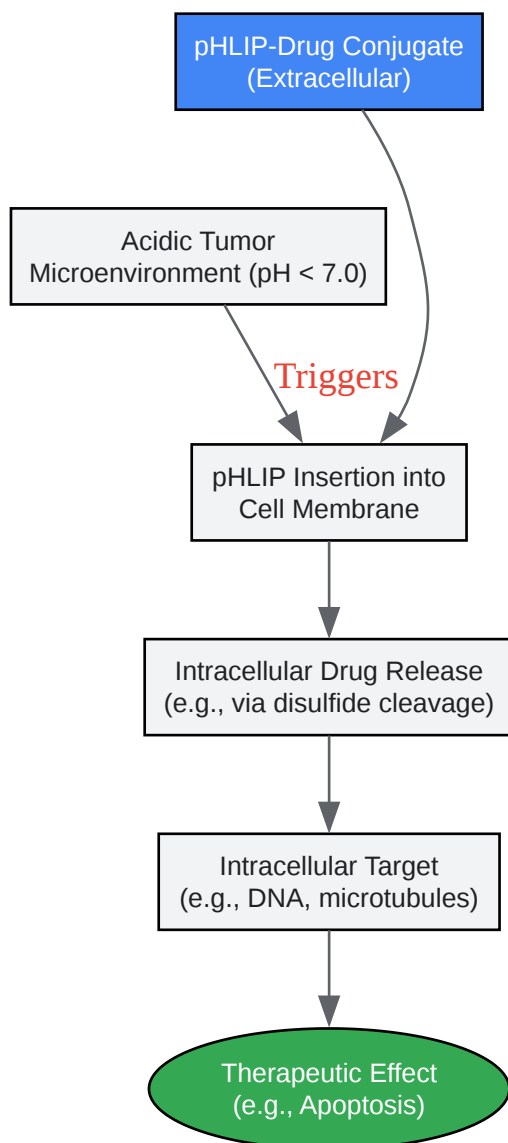 pHLIP-Drug Conjugate
(Extracellular)
Acidic Tumor
Microenvironment (pH < 7.0)
Triggers
pHLIP Insertion into
Cell Membrane
Intracellular Drug Release
(e.g., via disulfide cleavage)
Intracellular Target
(e.g., DNA, microtubules)
Therapeutic Effect
(e.g., Apoptosis)